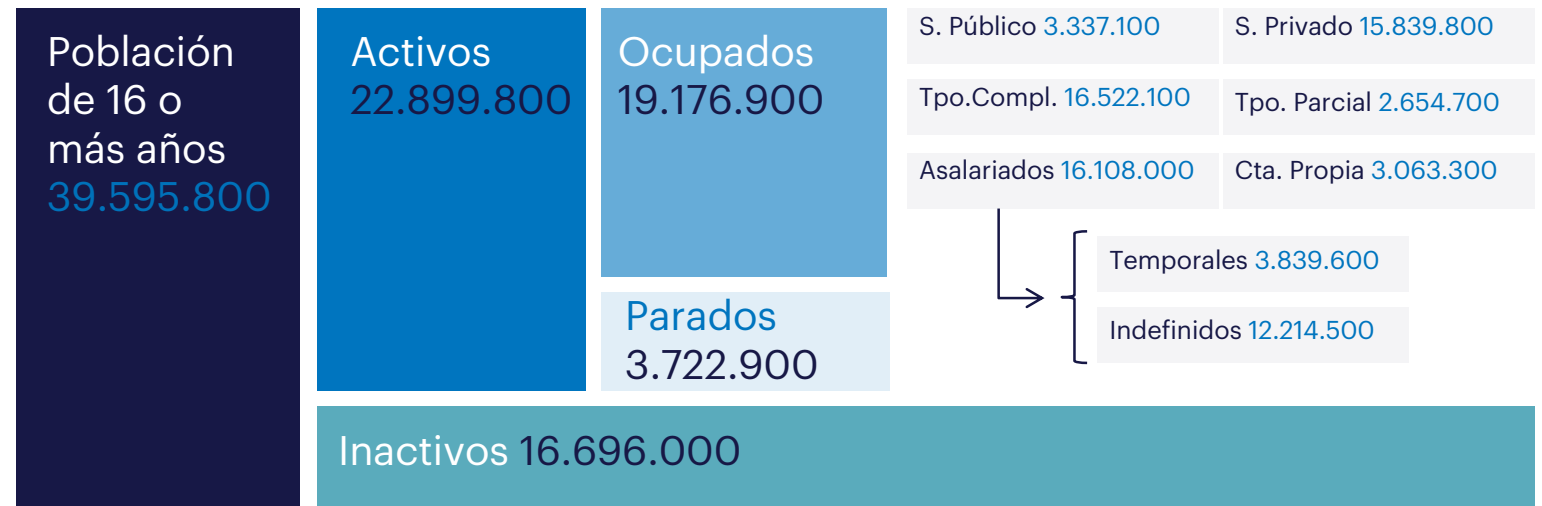 Población
de 16 o
más años
39.595.800
Activos
22.899.800
Ocupados
19.176.900
Parados
3.722.900
S. Público 3.337.100
S. Privado 15.839.800
Tpo.Compl. 16.522.100
Tpo. Parcial 2.654.700
Asalariados 16.108.000
Cta. Propia 3.063.300
Temporales 3.839.600
Indefinidos 12.214.500
Inactivos 16.696.000